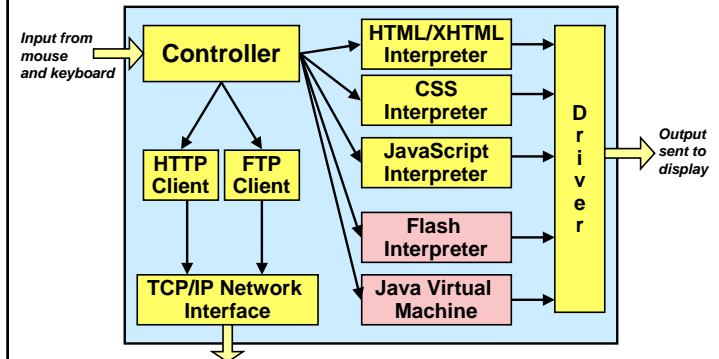 Input from
mouse
and keyboard
Controller
HTML/XHTML
Interpreter
CSS
Interpreter
JavaScript
Interpreter
Flash
Interpreter
Java Virtual
Machine
HTTP
Client
FTP
Client
TCP/IP Network
Interface
D
r
i
v
e
r
Output
sent to
display